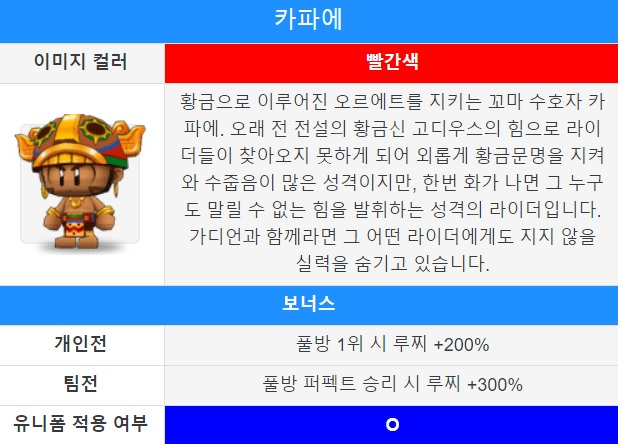 카파에
이미지 컬러
빨간색
황금으로 이루어진 오르에트를 지키는 꼬마 수호자 카
파에. 오래 전 전설의 황금신 고디우스의 힘으로 라이
더들이 찾아오지 못하게 되어 외롭게 황금문명을 지켜
와 수줍음이 많은 성격이지만, 한번 화가 나면 그 누구
도 말릴 수 없는 힘을 발휘하는 성격의 라이더입니다.
가디언과 함께라면 그 어떤 라이더에게도 지지 않을
실력을 숨기고 있습니다.
보너스
개인전
풀방 1위 시 루찌 +200%
팀전
풀방 퍼펙트 승리 시 루찌 +300%
유니폼 적용 여부
O